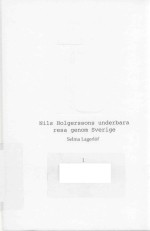 Nils Holgerssons underbara
resa genom Sverige
Selma Lagerlöf